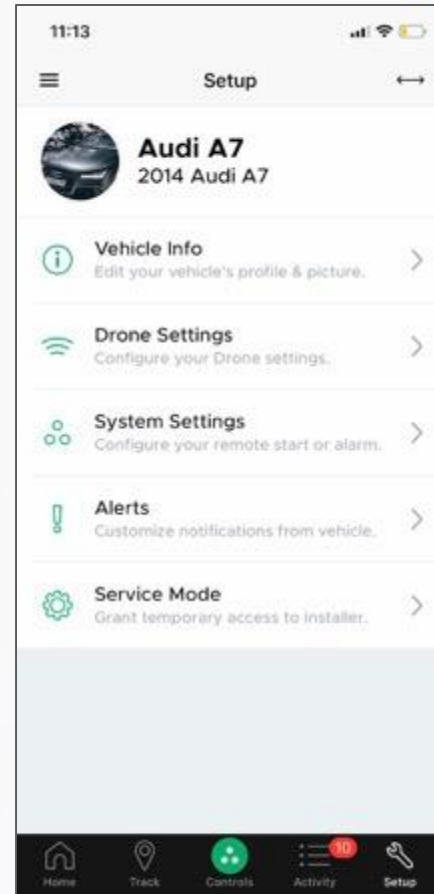 11:13
Setup
Audi A7
2014 Audi A7
Vehicle Info
Edit your vehicle's profile & picture.
Drone Settings
Configure your Drone settings.
System Settings
Configure your remote start or alarm.
Alerts
Customize notifications from vehicle.
Service Mode
Grant temporary access to installer.
10
Home Track Controls Activity Setup